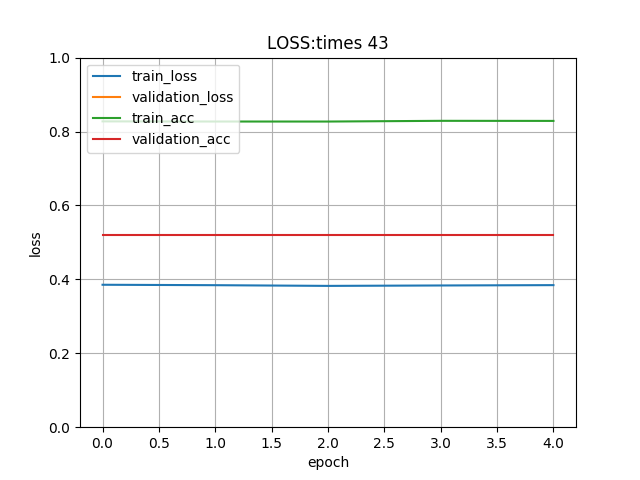 LOSS:times 43
1.0
0.8
0.6
0.4
0.2
0.0
loss
train_loss
validation_loss
train_acc
validation_acc
0.0 0.5 1.0 1.5 2.0 2.5 3.0 3.5 4.0
epoch